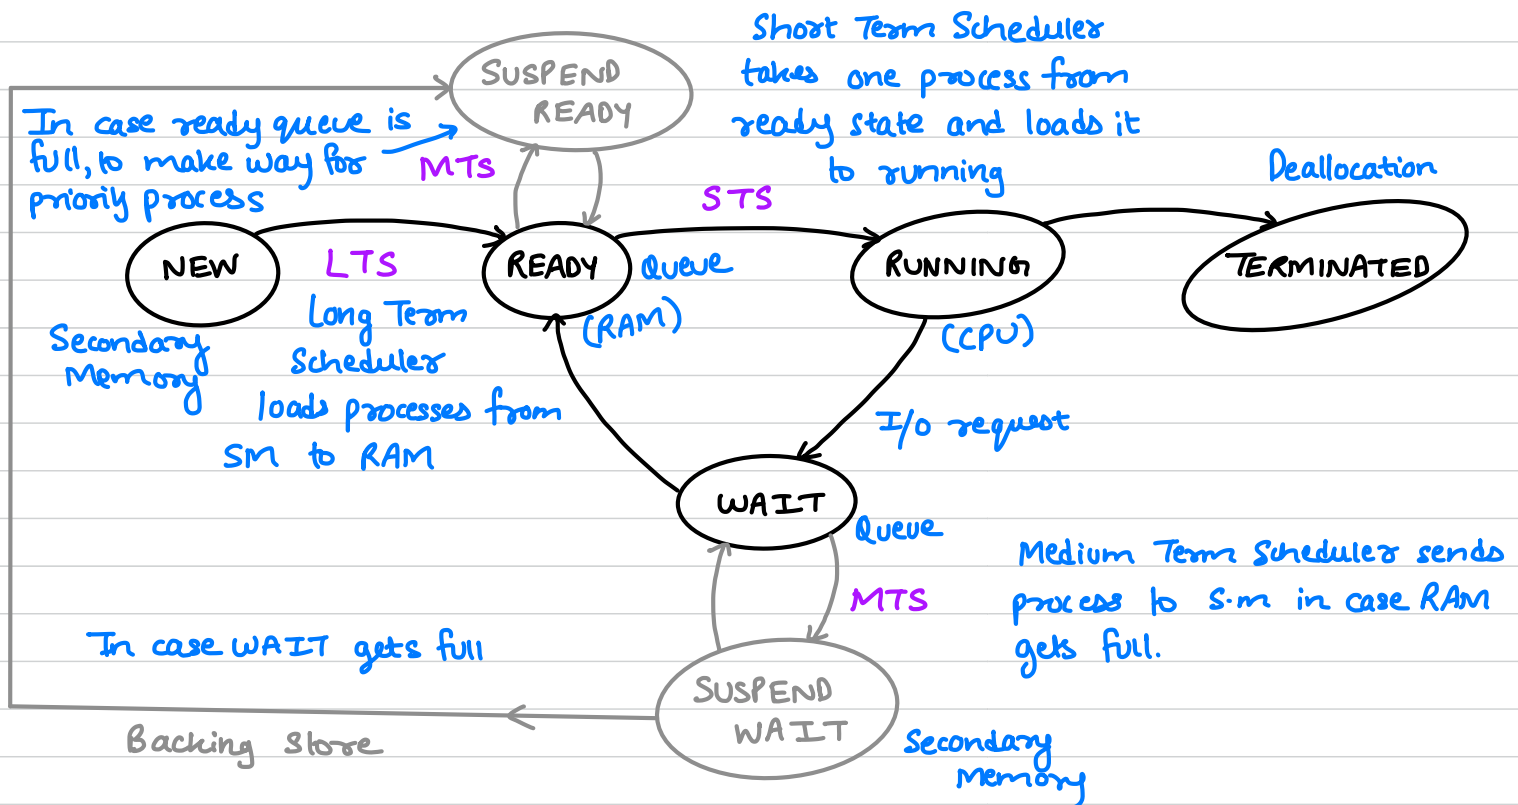 Short Term Scheduler
takes one process from
ready state and loads it
to running
SUSPEND
READY
In case ready queue is
full, to make way for
priorily process
MTS
STS
Deallocation
NEW
LTS
READY
Queue
(RAM)
RUNNING
(CPU)
TERMINATED
Secondary
Memory
Long Term
Scheduler
loads processes from
SM to RAM
I/O request
WAIT
Queue
MTS
Medium Term Scheduler sends
process to S.m in case RAM
gets full.
In case WAIT gets full
SUSPEND
WAIT
Backing Store
Secondary
Memory